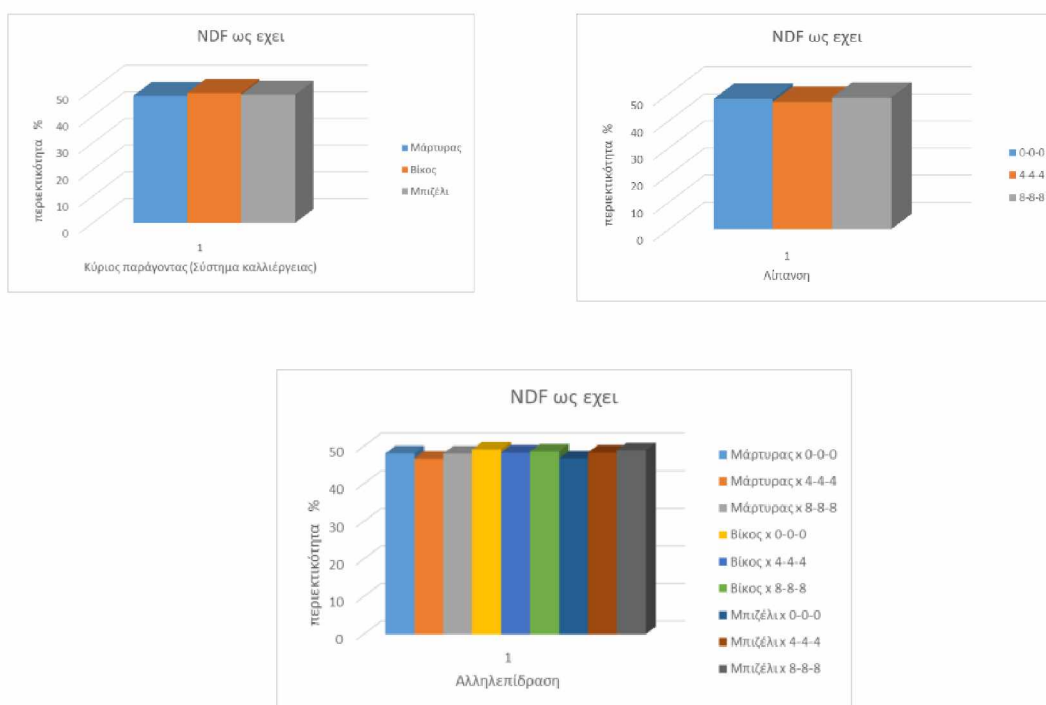 NDF ως εχει
περιεκτικότητα %
50
40
30
20
10
0
1
Κύριος παράγοντας (Σύστημα καλλιέργειας)
Μάρτυρας
Βίκος
Μπιζέλι
NDF ως εχει
περιεκτικότητα %
50
40
30
20
10
0
1
Λίπανση
0-0-0
4-4-4
8-8-8
NDF ως εχει
περιεκτικότητα %
50
40
30
20
10
0
1
Αλληλεπίδραση
Μάρτυρας x 0-0-0
Μάρτυρας x 4-4-4
Μάρτυρας x 8-8-8
Βίκος x 0-0-0
Βίκος x 4-4-4
Βίκος x 8-8-8
Μπιζέλι x 0-0-0
Μπιζέλι x 4-4-4
Μπιζέλι x 8-8-8